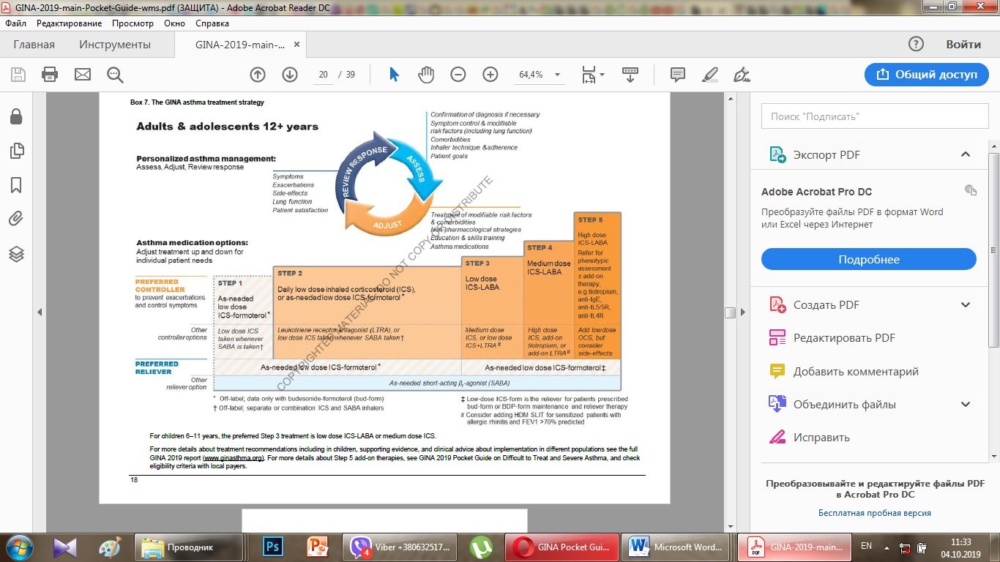 GINA-2019-main-Pocket-Guide-wms.pdf (ЗАЩИТА) - Adobe Acrobat Reader DC
Файл Редактирование Просмотр Окно Справка
Главная Инструменты GINA-2019-main-... × Войти
20 / 39 64,4% Общий доступ
Box 7. The GINA asthma treatment strategy
Adults & adolescents 12+ years
Personalized asthma management:
Assess, Adjust, Review response
Confirmation of diagnosis if necessary
Symptom control & modifiable
risk factors (including lung function)
Comorbidities
Inhaler technique & adherence
Patient goals
REVIEW RESPONSE
ASSESS
ADJUST
Symptoms
Exacerbations
Side-effects
Lung function
Patient satisfaction
Treatment of modifiable risk factors
& comorbidities
Non-pharmacological strategies
Education & skills training
Asthma medications
Asthma medication options:
Adjust treatment up and down for
individual patient needs
PREFERRED
CONTROLLER
to prevent exacerbations
and control symptoms
STEP 1
As-needed
low dose
ICS-formoterol *
STEP 2
Daily low dose inhaled corticosteroid (ICS),
or as-needed low dose ICS-formoterol *
STEP 3
Low dose
ICS-LABA
STEP 4
Medium dose
ICS-LABA
STEP 5
High dose
ICS-LABA
Refer for
phenotypic
assessment
± add-on
therapy,
e.g.tiotropium,
anti-IgE,
anti-IL5/5R,
anti-IL4R
Other
controller options
Low dose ICS
taken whenever
SABA is taken †
Leukotriene receptor antagonist (LTRA), or
low dose ICS taken whenever SABA taken †
Medium dose
ICS, or low dose
ICS+LTRA #
High dose
ICS, add-on
tiotropium, or
add-on LTRA #
Add low dose
OCS, but
consider
side-effects
PREFERRED
RELIEVER
As-needed low dose ICS-formoterol *
As-needed low dose ICS-formoterol ‡
Other
reliever option
As-needed short-acting β2-agonist (SABA)
* Off-label; data only with budesonide-formoterol (bud-form)
† Off-label; separate or combination ICS and SABA inhalers
‡ Low-dose ICS-form is the reliever for patients prescribed
bud-form or BDP-form maintenance and reliever therapy
# Consider adding HDM SLIT for sensitized patients with
allergic rhinitis and FEV1 >70% predicted
COPYRIGHTED MATERIAL - DO NOT COPY OR DISTRIBUTE
For children 6–11 years, the preferred Step 3 treatment is low dose ICS-LABA or medium dose ICS.
For more details about treatment recommendations including in children, supporting evidence, and clinical advice about implementation in different populations see the full
GINA 2019 report (www.ginasthma.org). For more details about Step 5 add-on therapies, see GINA 2019 Pocket Guide on Difficult to Treat and Severe Asthma, and check
eligibility criteria with local payers.
18
Поиск "Подписать"
Экспорт PDF
Adobe Acrobat Pro DC
Преобразуйте файлы PDF в формат Word
или Excel через Интернет
Подробнее
Создать PDF
Редактировать PDF
Добавить комментарий
Объединить файлы
Исправить
Преобразовывайте и редактируйте файлы PDF
в Acrobat Pro DC
Бесплатная пробная версия
Проводник Ps Viber +380632517... 4 GINA Pocket Gui... Microsoft Word... GINA-2019-main... EN 11:33
04.10.2019